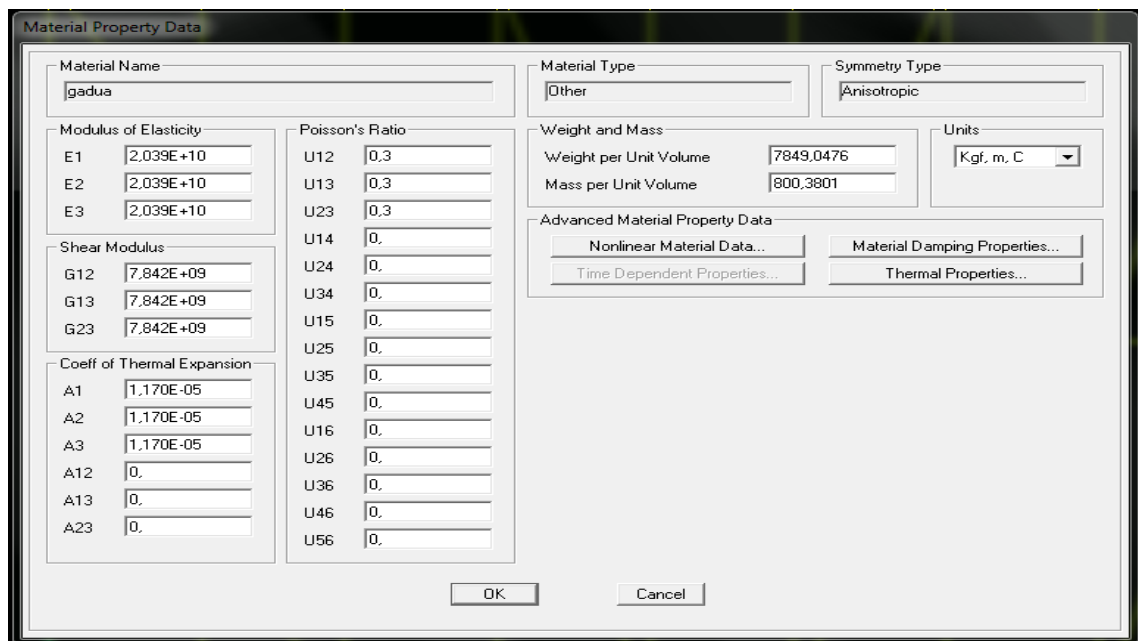 Material Property Data
Material Name
gadua
Material Type
Other
Symmetry Type
Anisotropic
Modulus of Elasticity
E1 2,039E+10
E2 2,039E+10
E3 2,039E+10
Shear Modulus
G12 7,842E+09
G13 7,842E+09
G23 7,842E+09
Coeff of Thermal Expansion
A1 1,170E-05
A2 1,170E-05
A3 1,170E-05
A12 0,
A13 0,
A23 0,
Poisson's Ratio
U12 0,3
U13 0,3
U23 0,3
U14 0,
U24 0,
U34 0,
U15 0,
U25 0,
U35 0,
U45 0,
U16 0,
U26 0,
U36 0,
U46 0,
U56 0,
Weight and Mass
Weight per Unit Volume 7849,0476
Mass per Unit Volume 800,3801
Units
Kgf, m, C
Advanced Material Property Data
Nonlinear Material Data... Material Damping Properties...
Time Dependent Properties... Thermal Properties...
OK Cancel